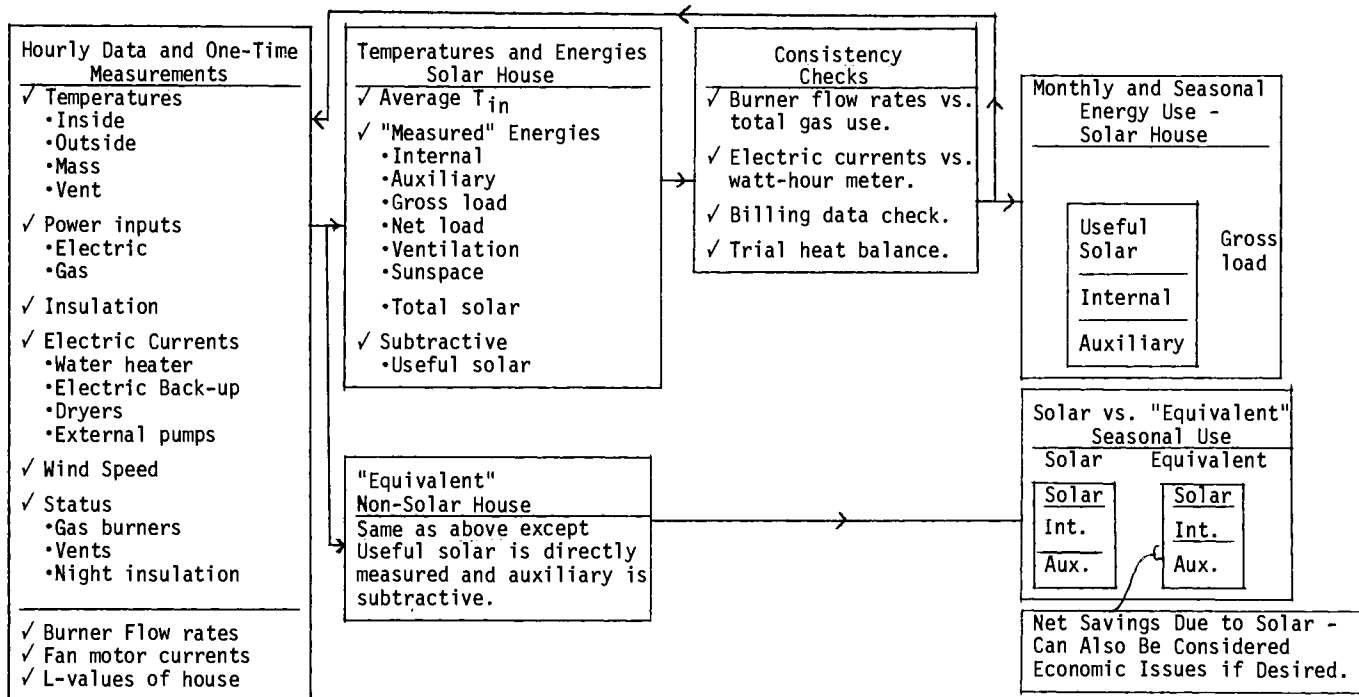 Hourly Data and One-Time
Measurements
✓ Temperatures
•Inside
•Outside
•Mass
•Vent
✓ Power inputs
•Electric
•Gas
✓ Insulation
✓ Electric Currents
•Water heater
•Electric Back-up
•Dryers
•External pumps
✓ Wind Speed
✓ Status
•Gas burners
•Vents
•Night insulation
✓ Burner Flow rates
✓ Fan motor currents
✓ L-values of house
Temperatures and Energies
Solar House
✓ Average Tin
✓ "Measured" Energies
•Internal
•Auxiliary
•Gross load
•Net load
•Ventilation
•Sunspace
•Total solar
✓ Subtractive
•Useful solar
"Equivalent"
Non-Solar House
Same as above except
Useful solar is directly
measured and auxiliary is
subtractive.
Consistency
Checks
✓ Burner flow rates vs.
total gas use.
✓ Electric currents vs.
watt-hour meter.
✓ Billing data check.
✓ Trial heat balance.
Monthly and Seasonal
Energy Use -
Solar House
Useful
Solar
Internal
Auxiliary
Gross
load
Solar vs. "Equivalent"
Seasonal Use
Solar
Equivalent
Solar
Int.
Aux.
Solar
Int.
Aux.
Net Savings Due to Solar -
Can Also Be Considered
Economic Issues if Desired.